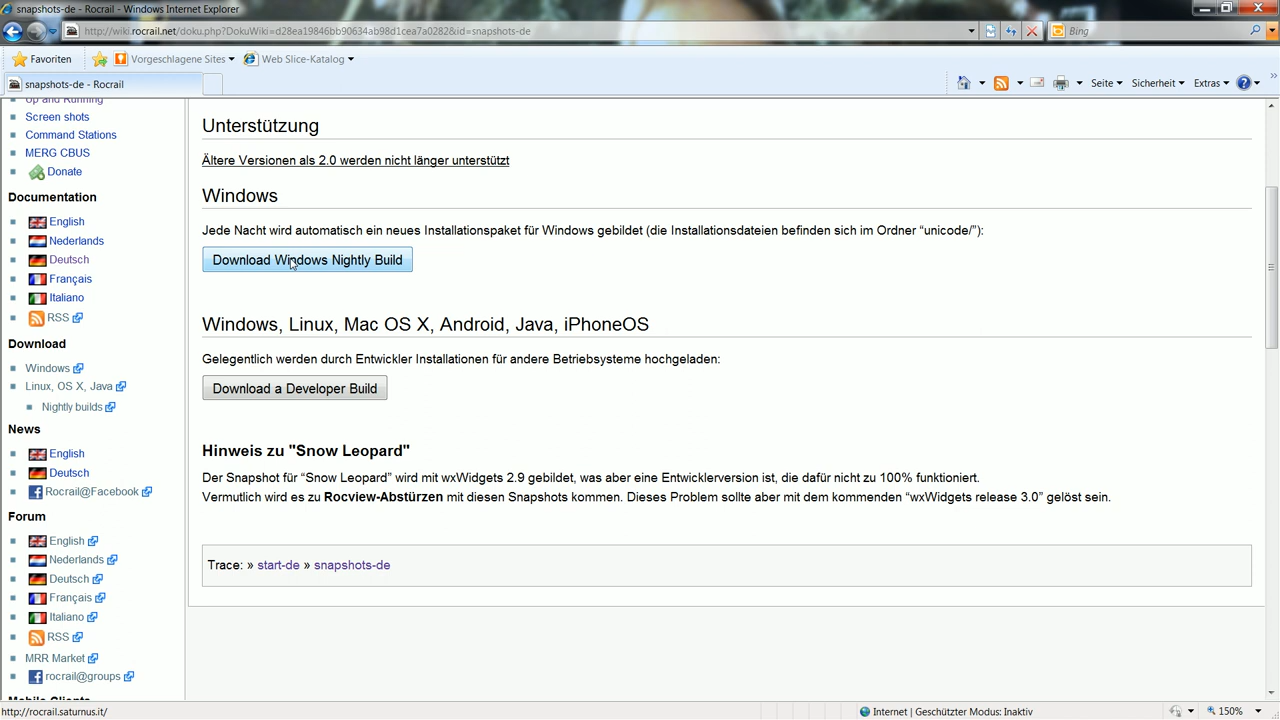 snapshots-de - Rocrail - Windows Internet Explorer
http://wiki.rocrail.net/doku.php?DokuWiki=d28ea19846bb90634ab98d1cea7a0282&id=snapshots-de
Bing
Favoriten
Vorgeschlagene Sites
Web Slice-Katalog
snapshots-de - Rocrail
Seite
Sicherheit
Extras
Up and Running
Screen shots
Command Stations
MERG CBUS
Donate
Documentation
English
Nederlands
Deutsch
Français
Italiano
RSS
Download
Windows
Linux, OS X, Java
Nightly builds
News
English
Deutsch
Rocrail@Facebook
Forum
English
Nederlands
Deutsch
Français
Italiano
RSS
MRR Market
rocrail@groups
Mobile Clients
Unterstützung
Ältere Versionen als 2.0 werden nicht länger unterstützt
Windows
Jede Nacht wird automatisch ein neues Installationspaket für Windows gebildet (die Installationsdateien befinden sich im Ordner “unicode/”):
Download Windows Nightly Build
Windows, Linux, Mac OS X, Android, Java, iPhoneOS
Gelegentlich werden durch Entwickler Installationen für andere Betriebsysteme hochgeladen:
Download a Developer Build
Hinweis zu "Snow Leopard"
Der Snapshot für “Snow Leopard” wird mit wxWidgets 2.9 gebildet, was aber eine Entwicklerversion ist, die dafür nicht zu 100% funktioniert.
Vermutlich wird es zu Rocview-Abstürzen mit diesen Snapshots kommen. Dieses Problem sollte aber mit dem kommenden “wxWidgets release 3.0” gelöst sein.
Trace: » start-de » snapshots-de
http://rocrail.saturnus.it/
Internet | Geschützter Modus: Inaktiv
150%